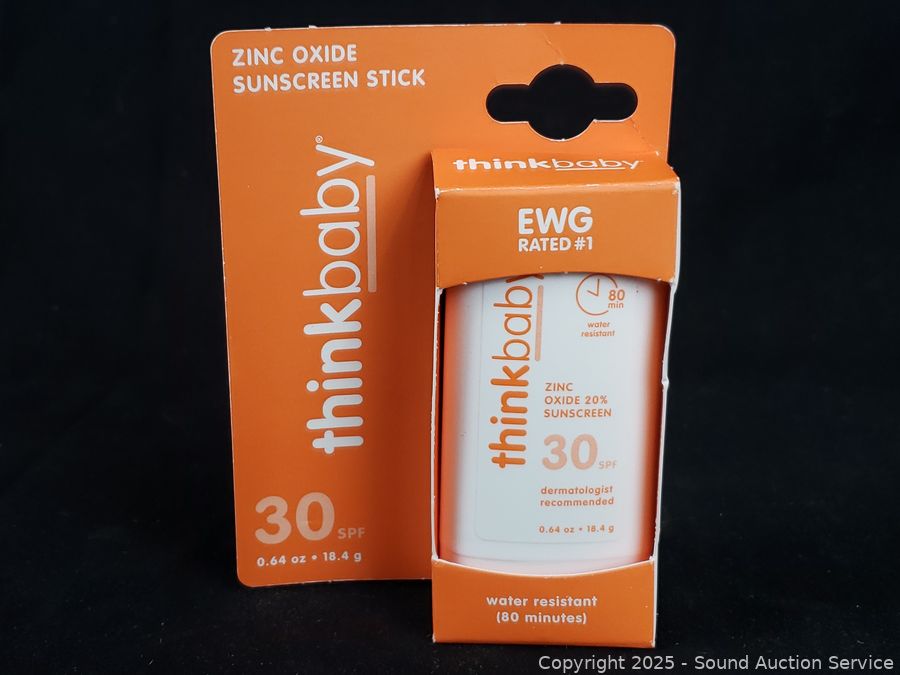 ZINC OXIDE
SUNSCREEN STICK
thinkbaby®
30 SPF
0.64 oz • 18.4 g
thinkbaby
EWG
RATED #1
80
min
water
resistant
thinkbaby
ZINC
OXIDE 20%
SUNSCREEN
30 SPF
dermatologist
recommended
0.64 oz • 18.4 g
water resistant
(80 minutes)
Copyright 2025 - Sound Auction Service